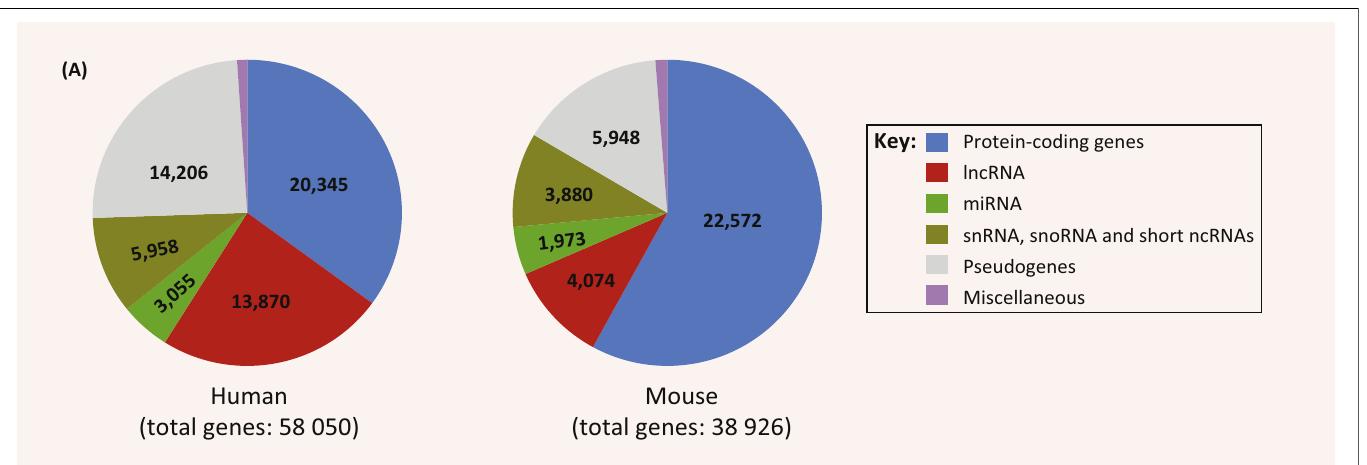 (A)
14,206
20,345
5,958
3,055
13,870
Human
(total genes: 58 050)
5,948
3,880
22,572
1,973
4,074
Mouse
(total genes: 38 926)
Key:
Protein-coding genes
lncRNA
miRNA
snRNA, snoRNA and short ncRNAs
Pseudogenes
Miscellaneous